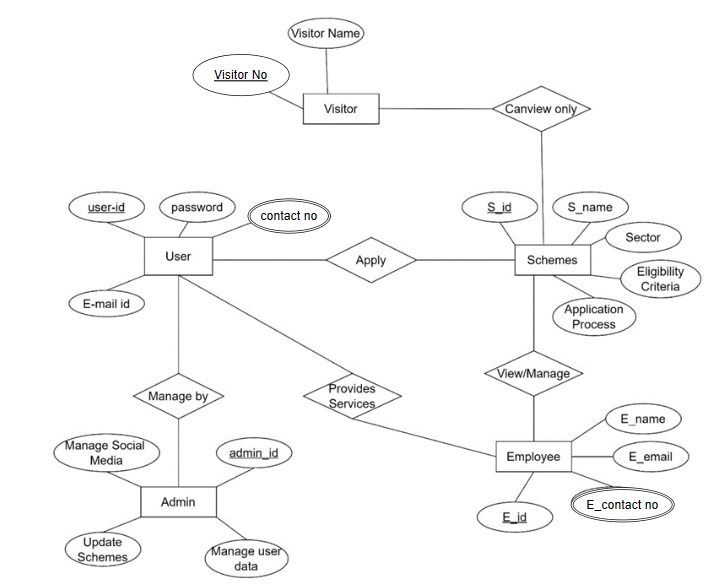 Visitor Name
Visitor No
Visitor
Canview only
user-id
password
contact no
S_id
S_name
Sector
User
Apply
Schemes
Eligibility
Criteria
E-mail id
Application
Process
Manage by
Provides
Services
View/Manage
E_name
Manage Social
Media
admin_id
Employee
E_email
Admin
E_id
E_contact no
Update
Schemes
Manage user
data